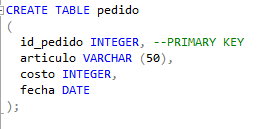 CREATE TABLE pedido
(
id_pedido INTEGER, --PRIMARY KEY
articulo VARCHAR (50),
costo INTEGER,
fecha DATE
);